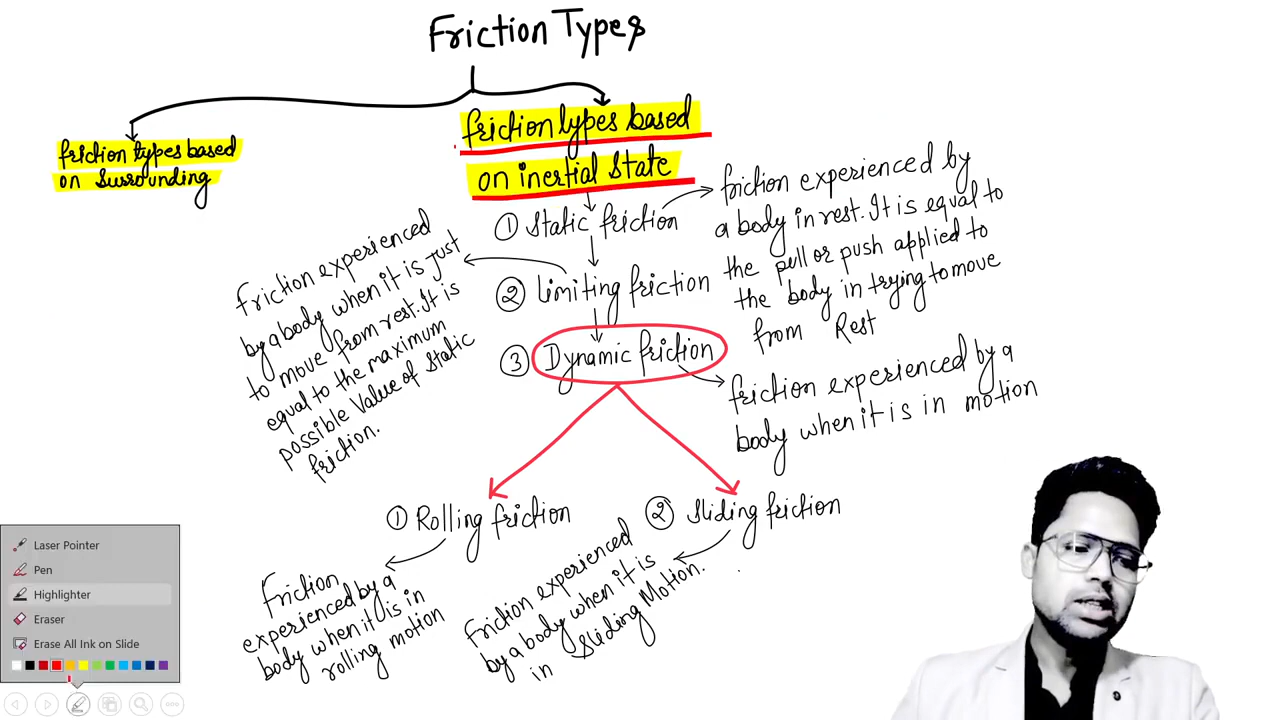 Friction Types
friction types based
on surrounding
friction types based
on inertial State
① Static friction
friction experienced by
a body in rest. It is equal to
the pull or push applied to
the body in trying to move
from Rest
② limiting friction
friction experienced
by a body when it is just
to move from rest. It is
equal to the maximum
possible Value of Static
friction.
③ Dynamic friction
friction experienced by a
body when it is in motion
① Rolling friction
Friction
experienced by a
body when it is in
rolling motion
② Sliding friction
Friction experienced
by a body when it is
in Sliding Motion.
Laser Pointer
Pen
Highlighter
Eraser
Erase All Ink on Slide